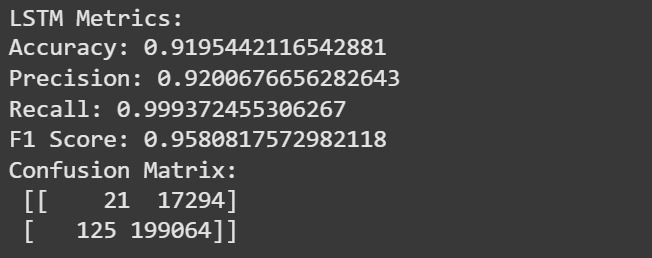 LSTM Metrics:
Accuracy: 0.9195442116542881
Precision: 0.9200676656282643
Recall: 0.999372455306267
F1 Score: 0.9580817572982118
Confusion Matrix:
[[    21  17294]
[   125 199064]]